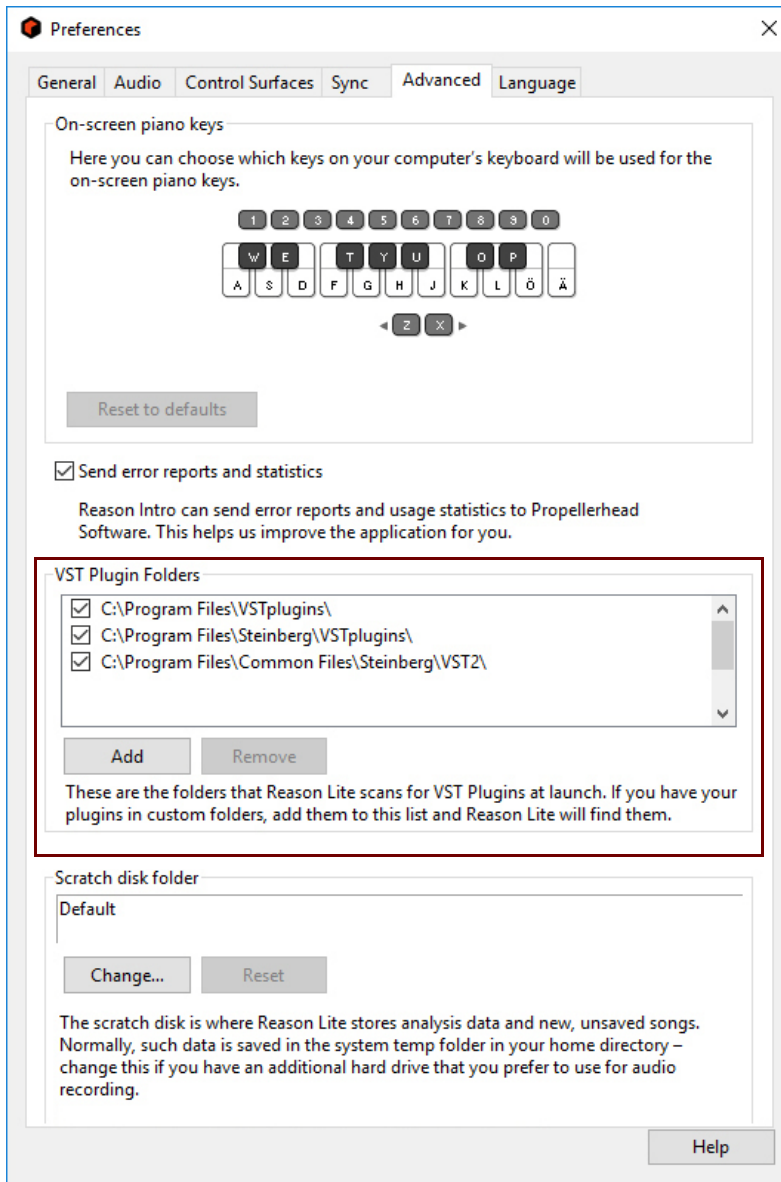 Preferences
General Audio Control Surfaces Sync Advanced Language
On-screen piano keys
Here you can choose which keys on your computer's keyboard will be used for the
on-screen piano keys.
1 2 3 4 5 6 7 8 9 0
W E T Y U O P
A S D F G H J K L Ö Ä
Z X
Reset to defaults
Send error reports and statistics
Reason Intro can send error reports and usage statistics to Propellerhead
Software. This helps us improve the application for you.
VST Plugin Folders
C:\Program Files\VSTplugins\
C:\Program Files\Steinberg\VSTplugins\
C:\Program Files\Common Files\Steinberg\VST2\
Add Remove
These are the folders that Reason Lite scans for VST Plugins at launch. If you have your
plugins in custom folders, add them to this list and Reason Lite will find them.
Scratch disk folder
Default
Change... Reset
The scratch disk is where Reason Lite stores analysis data and new, unsaved songs.
Normally, such data is saved in the system temp folder in your home directory –
change this if you have an additional hard drive that you prefer to use for audio
recording.
Help